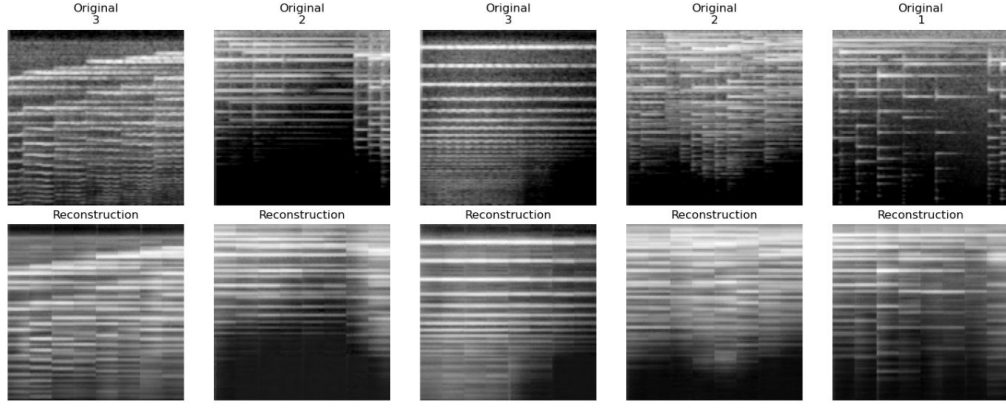 Original
3
Original
2
Original
3
Original
2
Original
1
Reconstruction
Reconstruction
Reconstruction
Reconstruction
Reconstruction